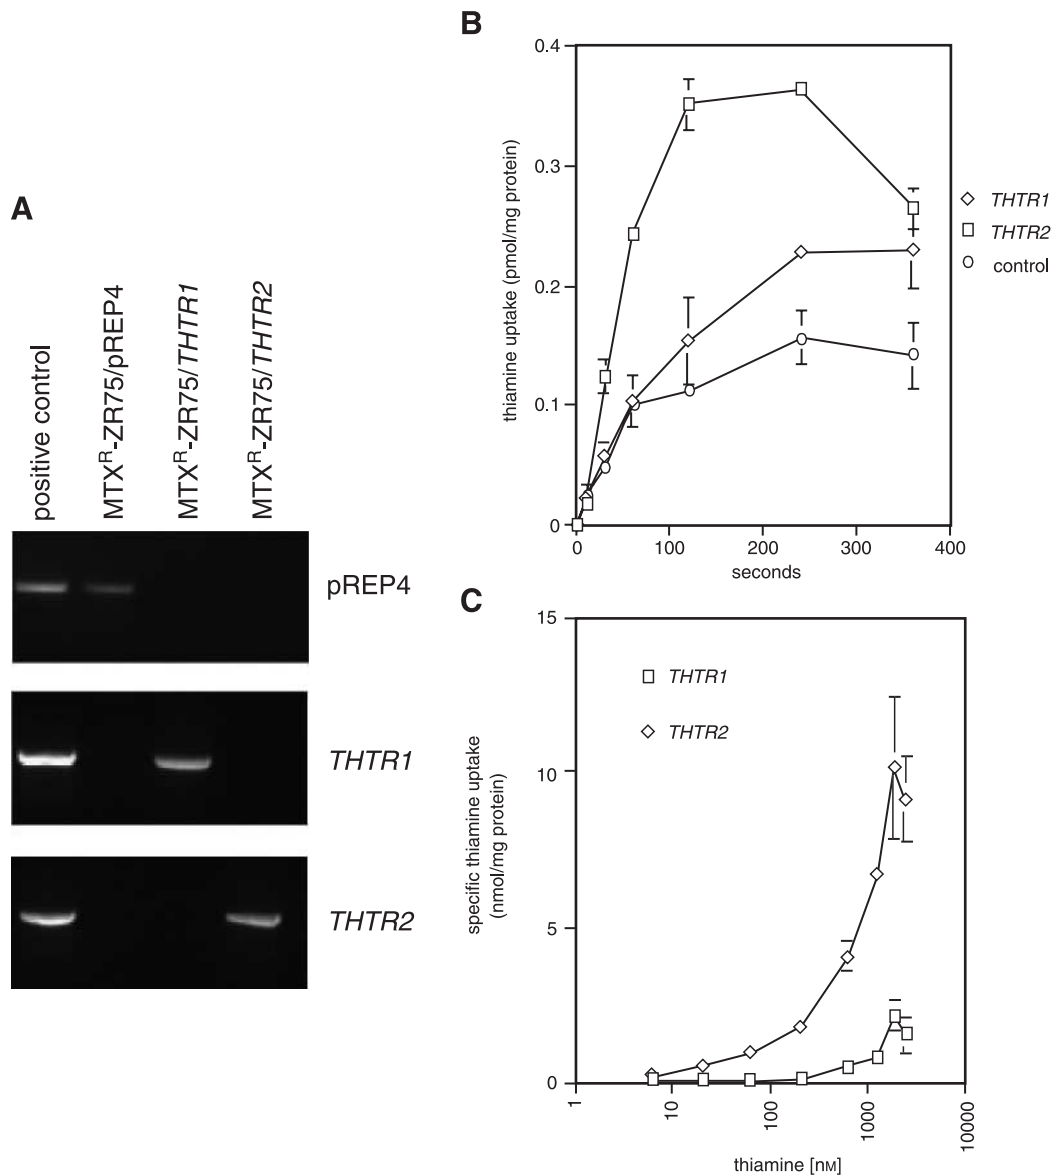 A
positive control
MTXᴿ-ZR75/pREP4
MTXᴿ-ZR75/THTR1
MTXᴿ-ZR75/THTR2
pREP4
THTR1
THTR2
B
thiamine uptake (pmol/mg protein)
0.4
0.3
0.2
0.1
0
0 100 200 300 400
seconds
THTR1
THTR2
control
C
specific thiamine uptake
(nmol/mg protein)
15
10
5
0
THTR1
THTR2
1 10 100 1000 10000
thiamine [nM]